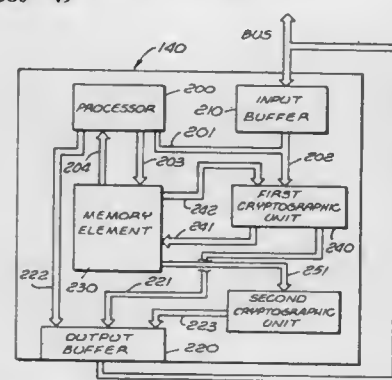 BUS
140
200
PROCESSOR
210
INPUT
BUFFER
201
202
204
203
242
FIRST
CRYPTOGRAPHIC
UNIT
MEMORY
ELEMENT
241
240
222
221
251
230
SECOND
CRYPTOGRAPHIC
UNIT
223
OUTPUT
BUFFER
220